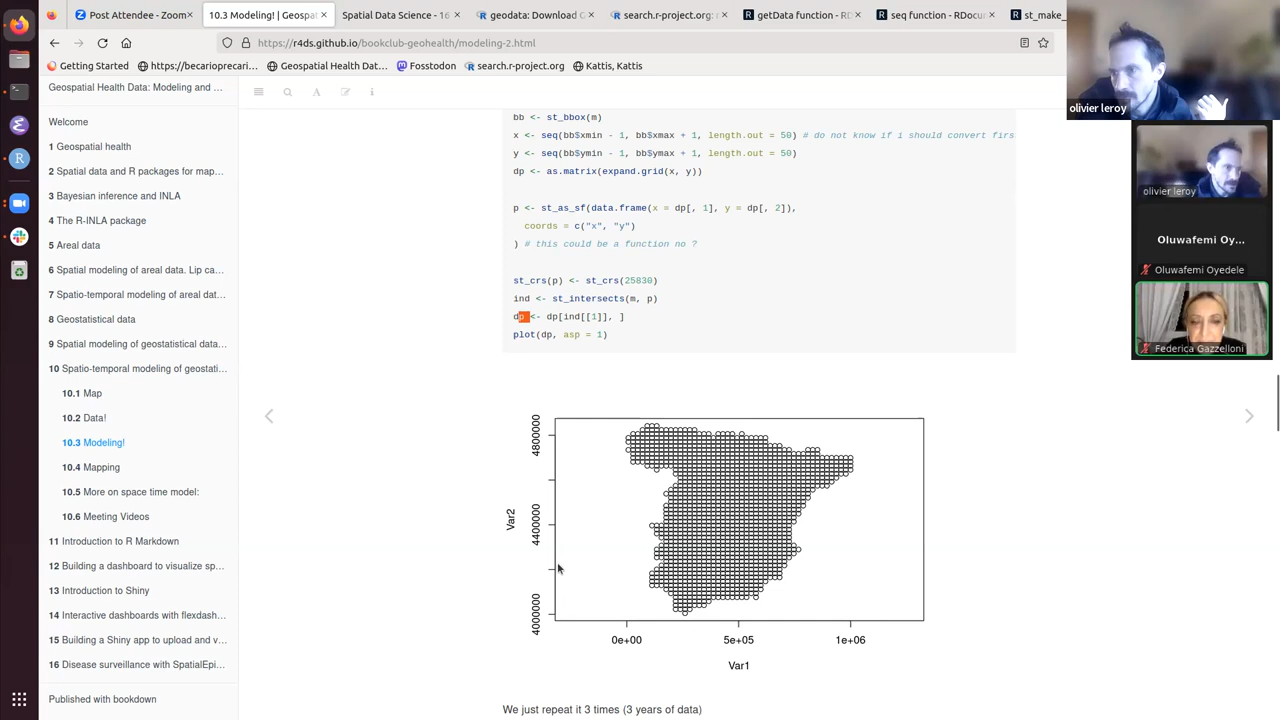 Post Attendee - Zoom
10.3 Modeling! | Geospat
Spatial Data Science - 16
geodata: Download G
search.r-project.org:
getData function - RD
seq function - RDocum
st_make_
https://r4ds.github.io/bookclub-geohealth/modeling-2.html
Getting Started
https://becarioprecari...
Geospatial Health Dat...
Fosstodon
search.r-project.org
Kattis, Kattis
olivier leroy
olivier leroy
Oluwafemi Oy...
Oluwafemi Oyedele
Federica Gazzelloni
Geospatial Health Data: Modeling and ...
Welcome
1 Geospatial health
2 Spatial data and R packages for map...
3 Bayesian inference and INLA
4 The R-INLA package
5 Areal data
6 Spatial modeling of areal data. Lip ca...
7 Spatio-temporal modeling of areal dat...
8 Geostatistical data
9 Spatial modeling of geostatistical data...
10 Spatio-temporal modeling of geostati...
10.1 Map
10.2 Data!
10.3 Modeling!
10.4 Mapping
10.5 More on space time model:
10.6 Meeting Videos
11 Introduction to R Markdown
12 Building a dashboard to visualize sp...
13 Introduction to Shiny
14 Interactive dashboards with flexdash...
15 Building a Shiny app to upload and v...
16 Disease surveillance with SpatialEpi...
Published with bookdown
bb <- st_bbox(m)
x <- seq(bb$xmin - 1, bb$xmax + 1, length.out = 50) # do not know if i should convert firs
y <- seq(bb$ymin - 1, bb$ymax + 1, length.out = 50)
dp <- as.matrix(expand.grid(x, y))
p <- st_as_sf(data.frame(x = dp[, 1], y = dp[, 2]),
coords = c("x", "y")
) # this could be a function no ?
st_crs(p) <- st_crs(25830)
ind <- st_intersects(m, p)
dp <- dp[ind[[1]], ]
plot(dp, asp = 1)
Var2
4800000
4400000
4000000
0e+00
5e+05
1e+06
Var1
We just repeat it 3 times (3 years of data)